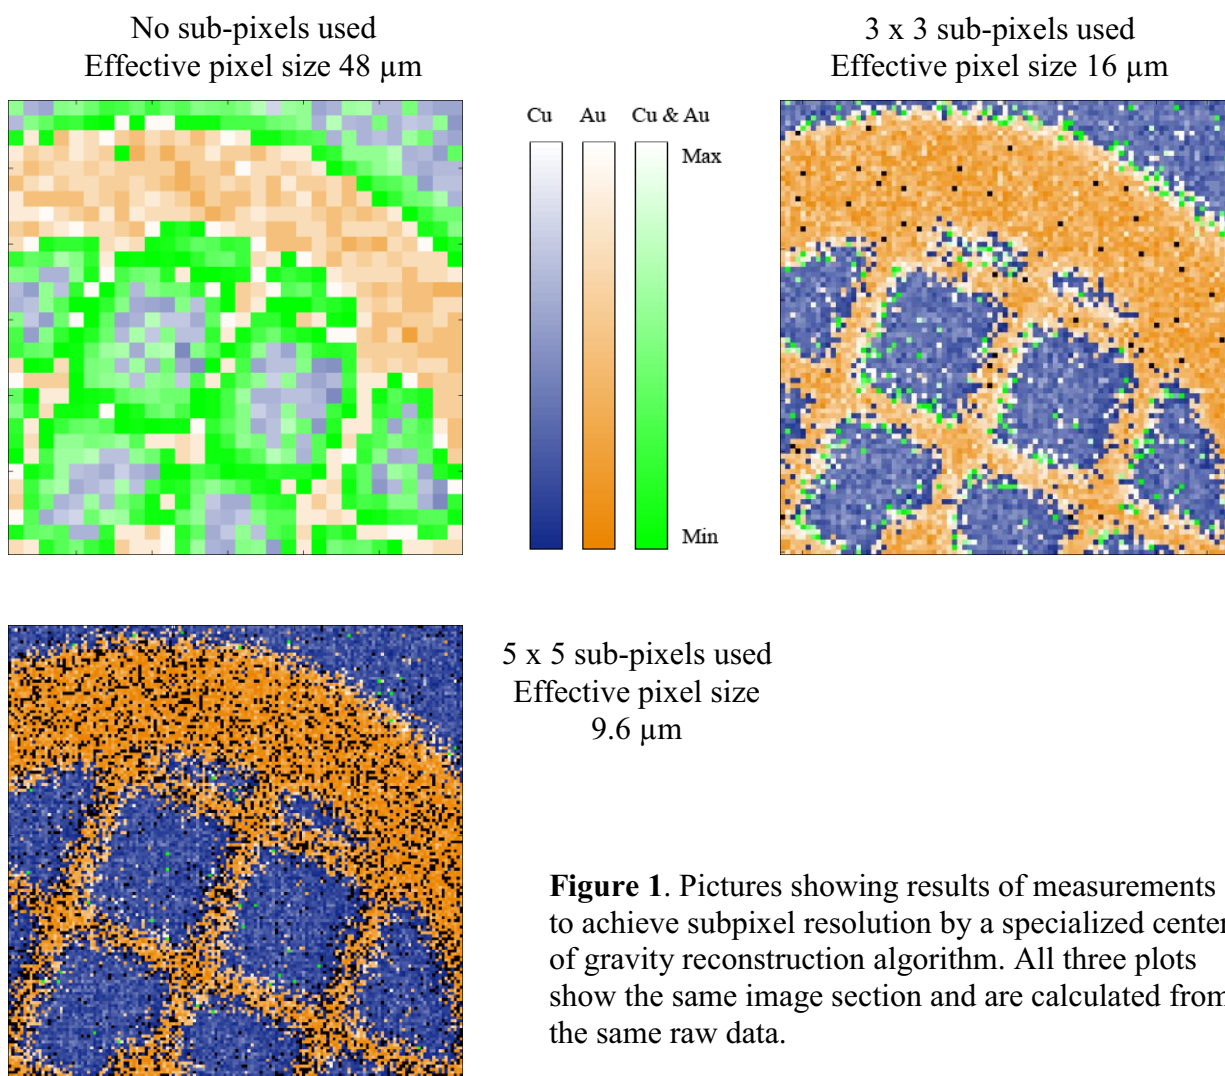 No sub-pixels used
Effective pixel size 48 µm
3 x 3 sub-pixels used
Effective pixel size 16 µm
Cu Au Cu & Au
Max
Min
5 x 5 sub-pixels used
Effective pixel size
9.6 µm
Figure 1. Pictures showing results of measurements
to achieve subpixel resolution by a specialized center
of gravity reconstruction algorithm. All three plots
show the same image section and are calculated from
the same raw data.